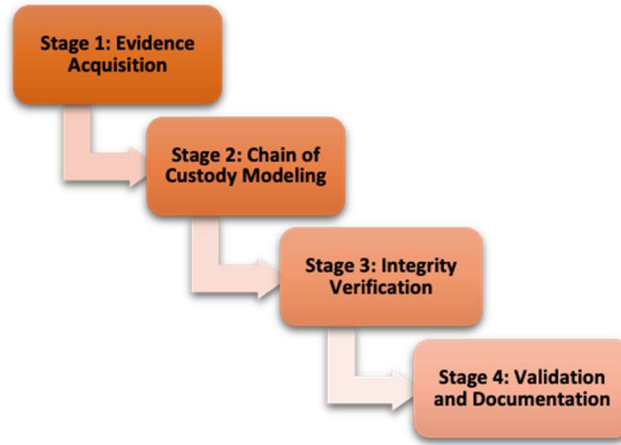 Stage 1: Evidence
Acquisition
Stage 2: Chain of
Custody Modeling
Stage 3: Integrity
Verification
Stage 4: Validation
and Documentation